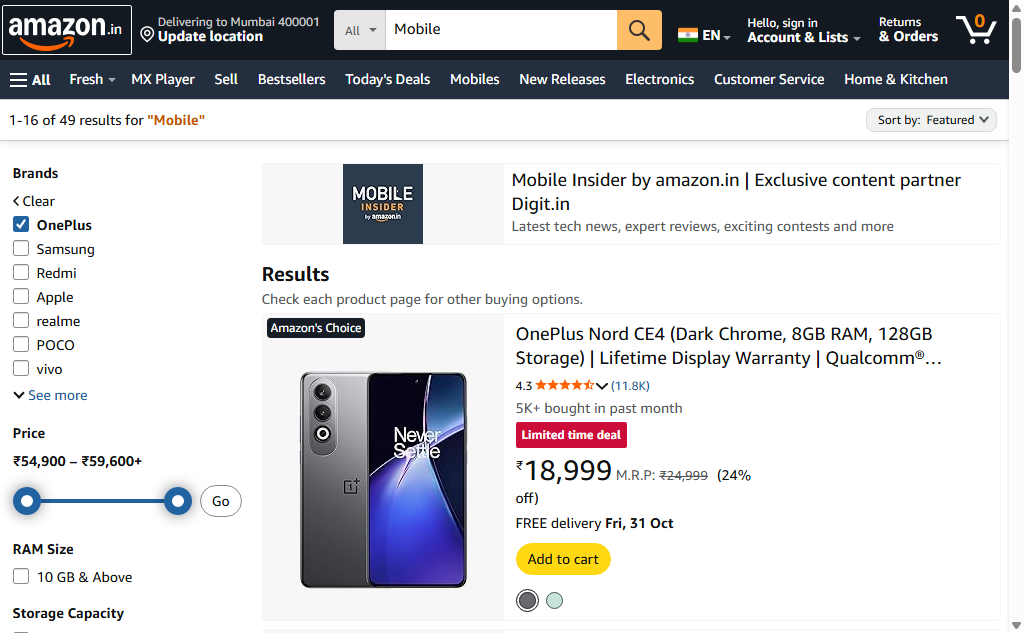 amazon.in
Delivering to Mumbai 400001
Update location
All
Mobile
EN
Hello, sign in
Account & Lists
Returns
& Orders
0
All
Fresh
MX Player
Sell
Bestsellers
Today's Deals
Mobiles
New Releases
Electronics
Customer Service
Home & Kitchen
1-16 of 49 results for "Mobile"
Sort by: Featured
Brands
Clear
OnePlus
Samsung
Redmi
Apple
realme
POCO
vivo
See more
Price
₹54,900 – ₹59,600+
Go
RAM Size
10 GB & Above
Storage Capacity
MOBILE
INSIDER
by amazon.in
Mobile Insider by amazon.in | Exclusive content partner
Digit.in
Latest tech news, expert reviews, exciting contests and more
Results
Check each product page for other buying options.
Amazon's Choice
Never
Settle
OnePlus Nord CE4 (Dark Chrome, 8GB RAM, 128GB
Storage) | Lifetime Display Warranty | Qualcomm®…
4.3 (11.8K)
5K+ bought in past month
Limited time deal
₹18,999 M.R.P: ₹24,999 (24%
off)
FREE delivery Fri, 31 Oct
Add to cart